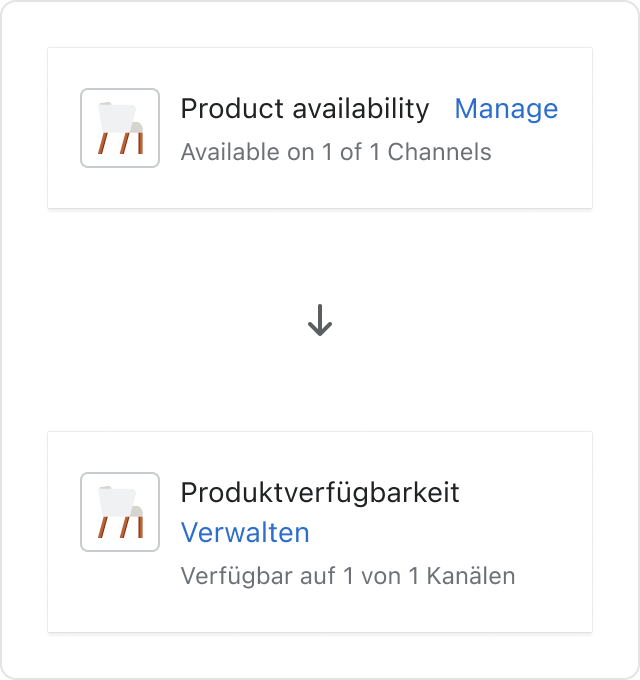 Product availability Manage
Available on 1 of 1 Channels
Produktverfügbarkeit
Verwalten
Verfügbar auf 1 von 1 Kanälen